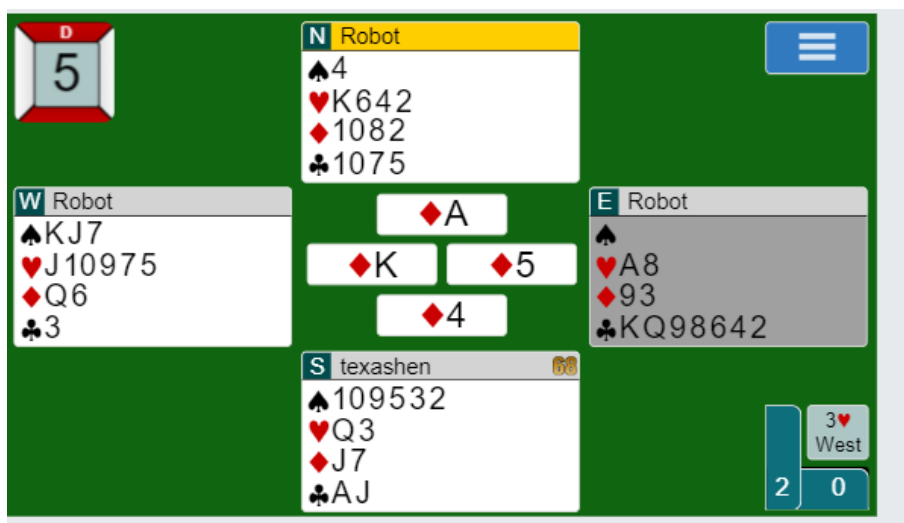 D
5
N Robot
♠4
♥K642
♦1082
♣1075
W Robot
♠KJ7
♥J10975
♦Q6
♣3
♦A
♦K
♦5
♦4
E Robot
♠
♥A8
♦93
♣KQ98642
S texashen 68
♠109532
♥Q3
♦J7
♣AJ
3♥
West
2 0